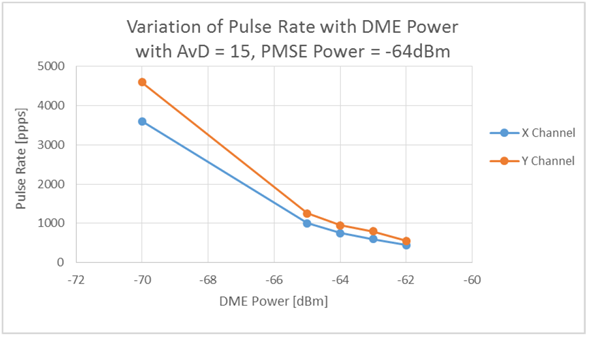 Variation of Pulse Rate with DME Power
with AvD = 15, PMSE Power = -64dBm
Pulse Rate [ppps]
5000
4000
3000
2000
1000
0
-72
-70
-68
-66
-64
-62
-60
DME Power [dBm]
X Channel
Y Channel